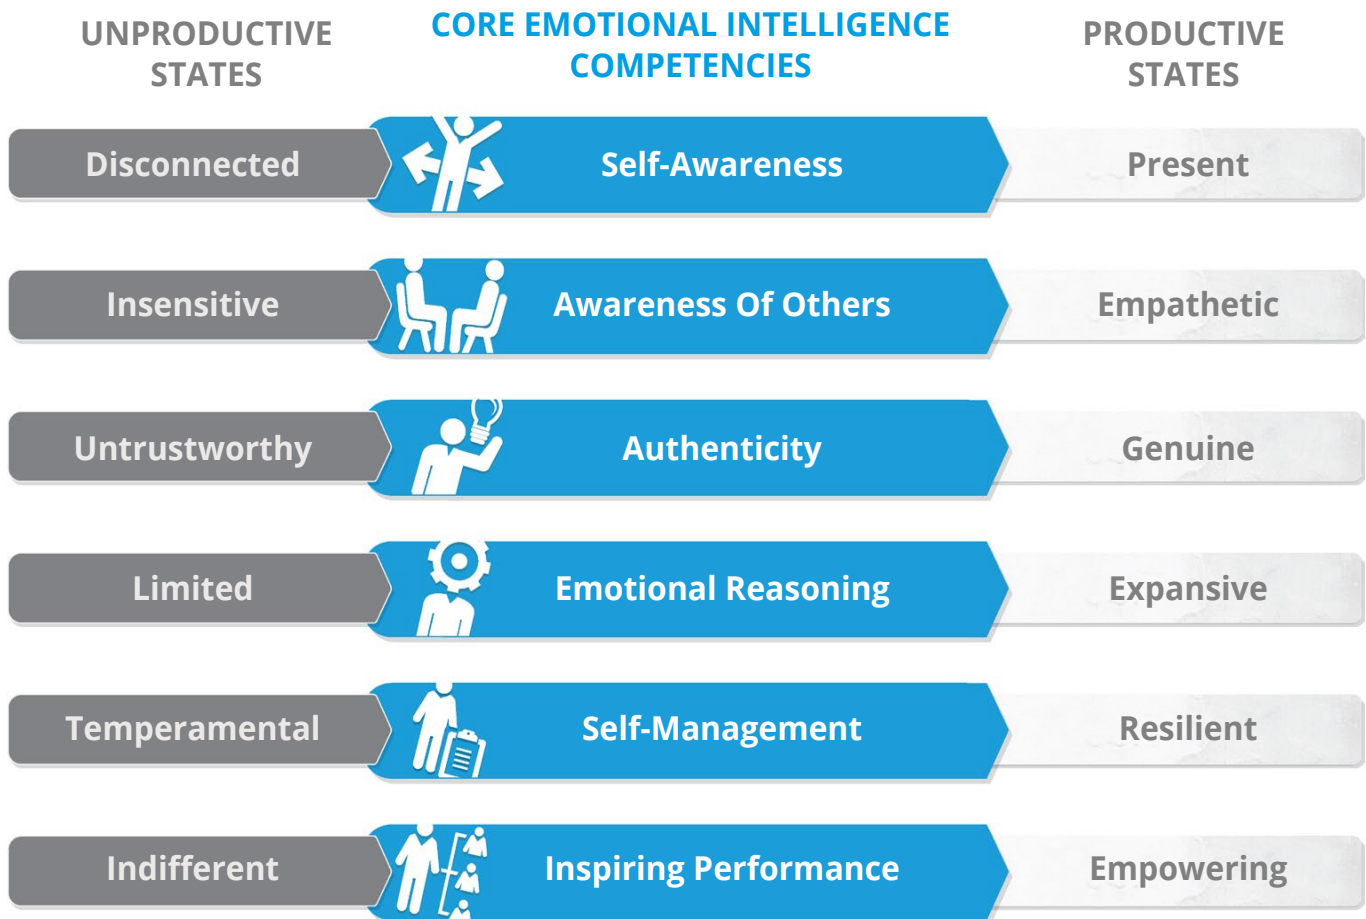 UNPRODUCTIVE
STATES
CORE EMOTIONAL INTELLIGENCE
COMPETENCIES
PRODUCTIVE
STATES
Disconnected
Self-Awareness
Present
Insensitive
Awareness Of Others
Empathetic
Untrustworthy
Authenticity
Genuine
Limited
Emotional Reasoning
Expansive
Temperamental
Self-Management
Resilient
Indifferent
Inspiring Performance
Empowering